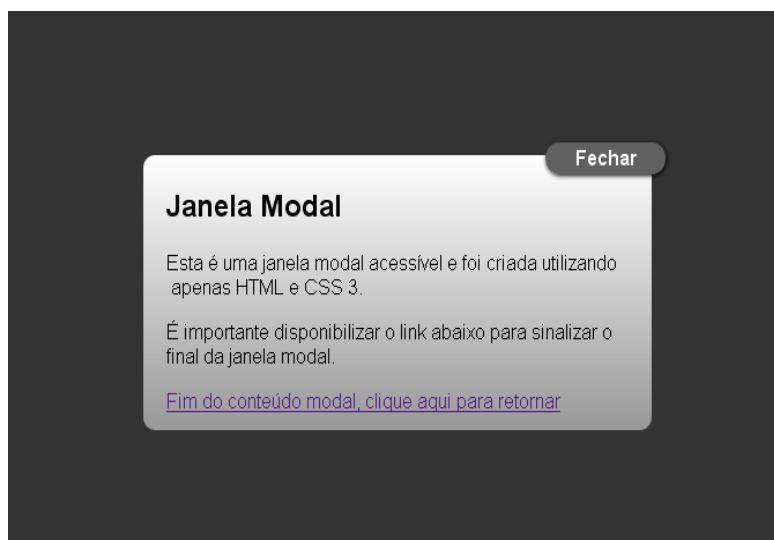 Fechar
Janela Modal
Esta é uma janela modal acessível e foi criada utilizando
apenas HTML e CSS 3.
É importante disponibilizar o link abaixo para sinalizar o
final da janela modal.
Fim do conteúdo modal, clique aqui para retornar